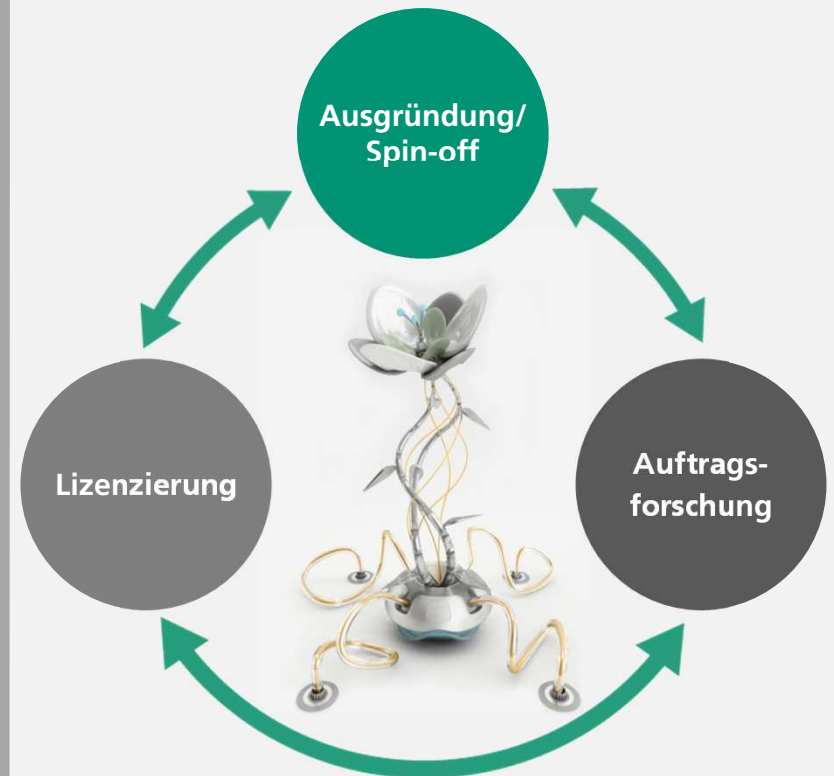 Ausgründung/
Spin-off
Lizenzierung
Auftrags-
forschung